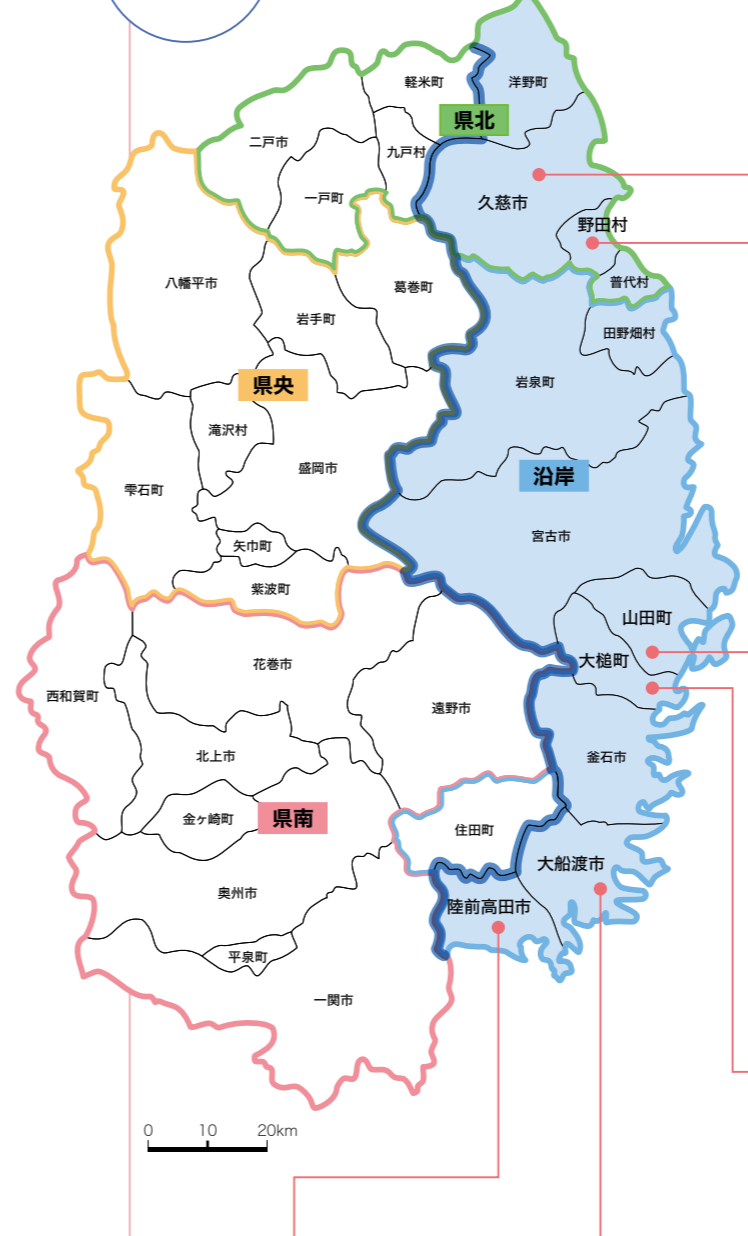 軽米町
洋野町
県北
二戸市
九戸村
一戸町
久慈市
野田村
八幡平市
葛巻町
普代村
岩手町
田野畑村
県央
岩泉町
滝沢村
盛岡市
沿岸
雫石町
宮古市
矢巾町
紫波町
山田町
花巻市
大槌町
西和賀町
遠野市
北上市
釜石市
金ヶ崎町
県南
住田町
大船渡市
奥州市
陸前高田市
平泉町
一関市
0 10 20km